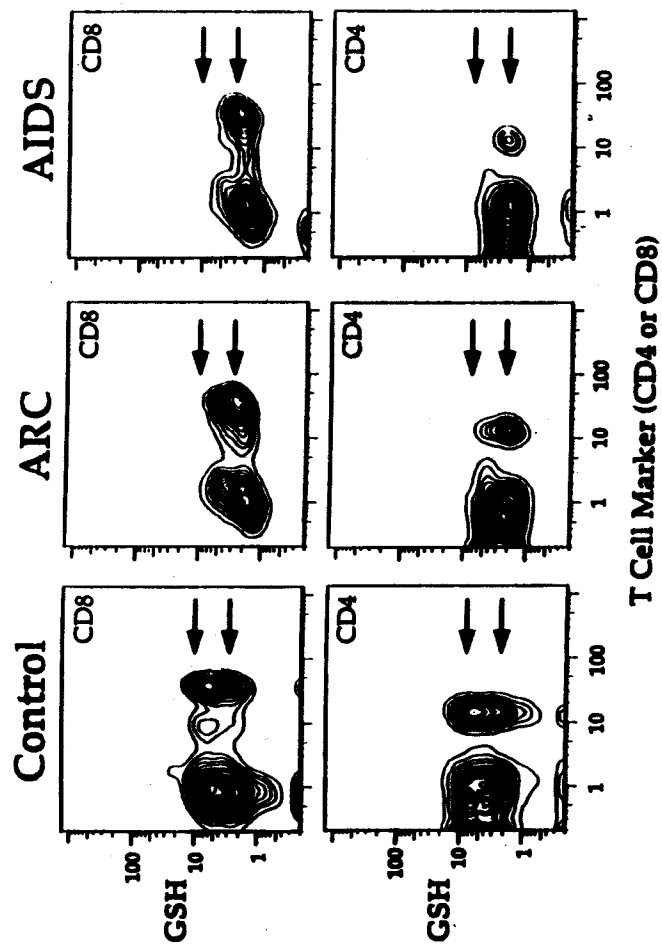 Control ARC AIDS
CD8 CD8 CD8
GSH 100 10 1
CD4 CD4 CD4
GSH 100 10 1
1 10 100 1 10 100 1 10 100
T Cell Marker (CD4 or CD8)